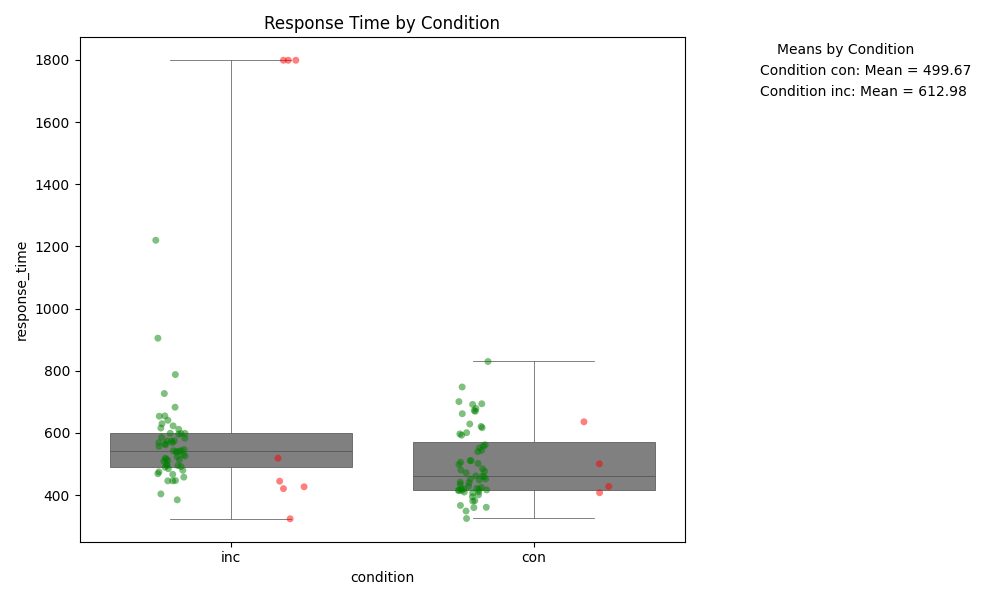 Response Time by Condition
Means by Condition
Condition con: Mean = 499.67
Condition inc: Mean = 612.98
1800
1600
1400
1200
1000
800
600
400
response_time
inc
con
condition